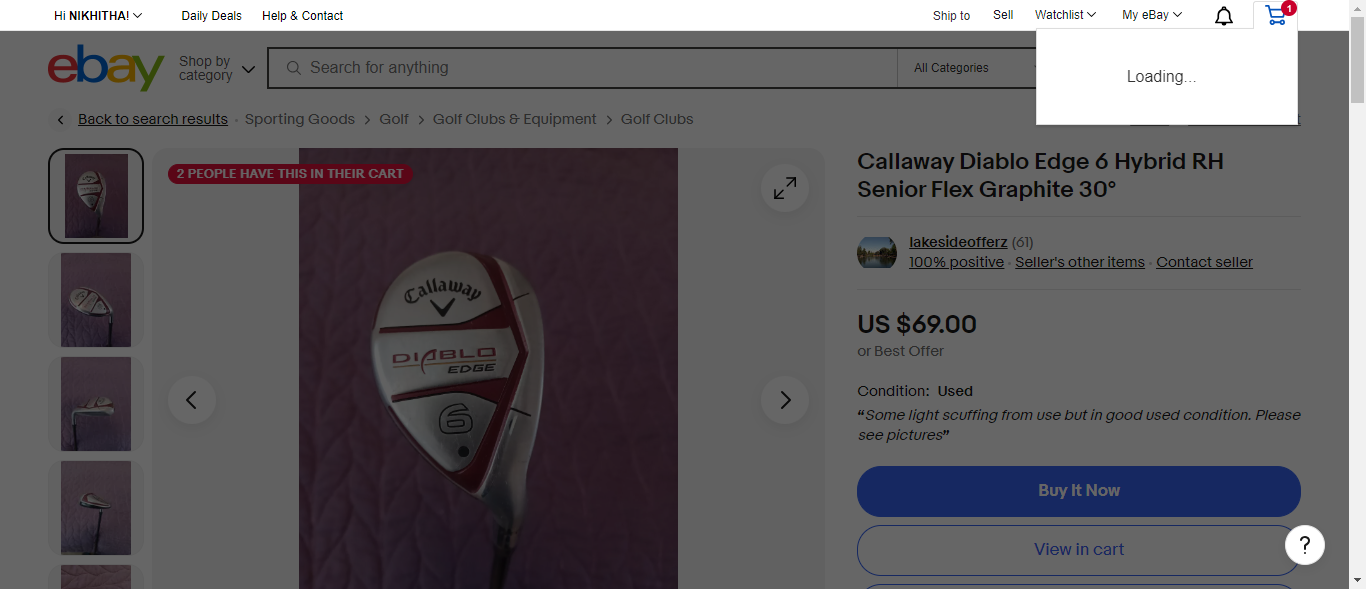 Hi NIKHITHA!
Daily Deals
Help & Contact
Ship to
Sell
Watchlist
My eBay
1
Loading...
ebay
Shop by
category
Search for anything
All Categories
Back to search results
Sporting Goods
Golf
Golf Clubs & Equipment
Golf Clubs
2 PEOPLE HAVE THIS IN THEIR CART
Callaway
DIABLO
EDGE
6
Callaway Diablo Edge 6 Hybrid RH
Senior Flex Graphite 30°
lakesideofferz (61)
100% positive · Seller's other items · Contact seller
US $69.00
or Best Offer
Condition: Used
“Some light scuffing from use but in good used condition. Please
see pictures”
Buy It Now
View in cart
?